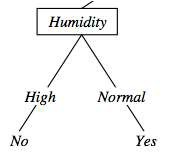 Humidity
High Normal
No Yes